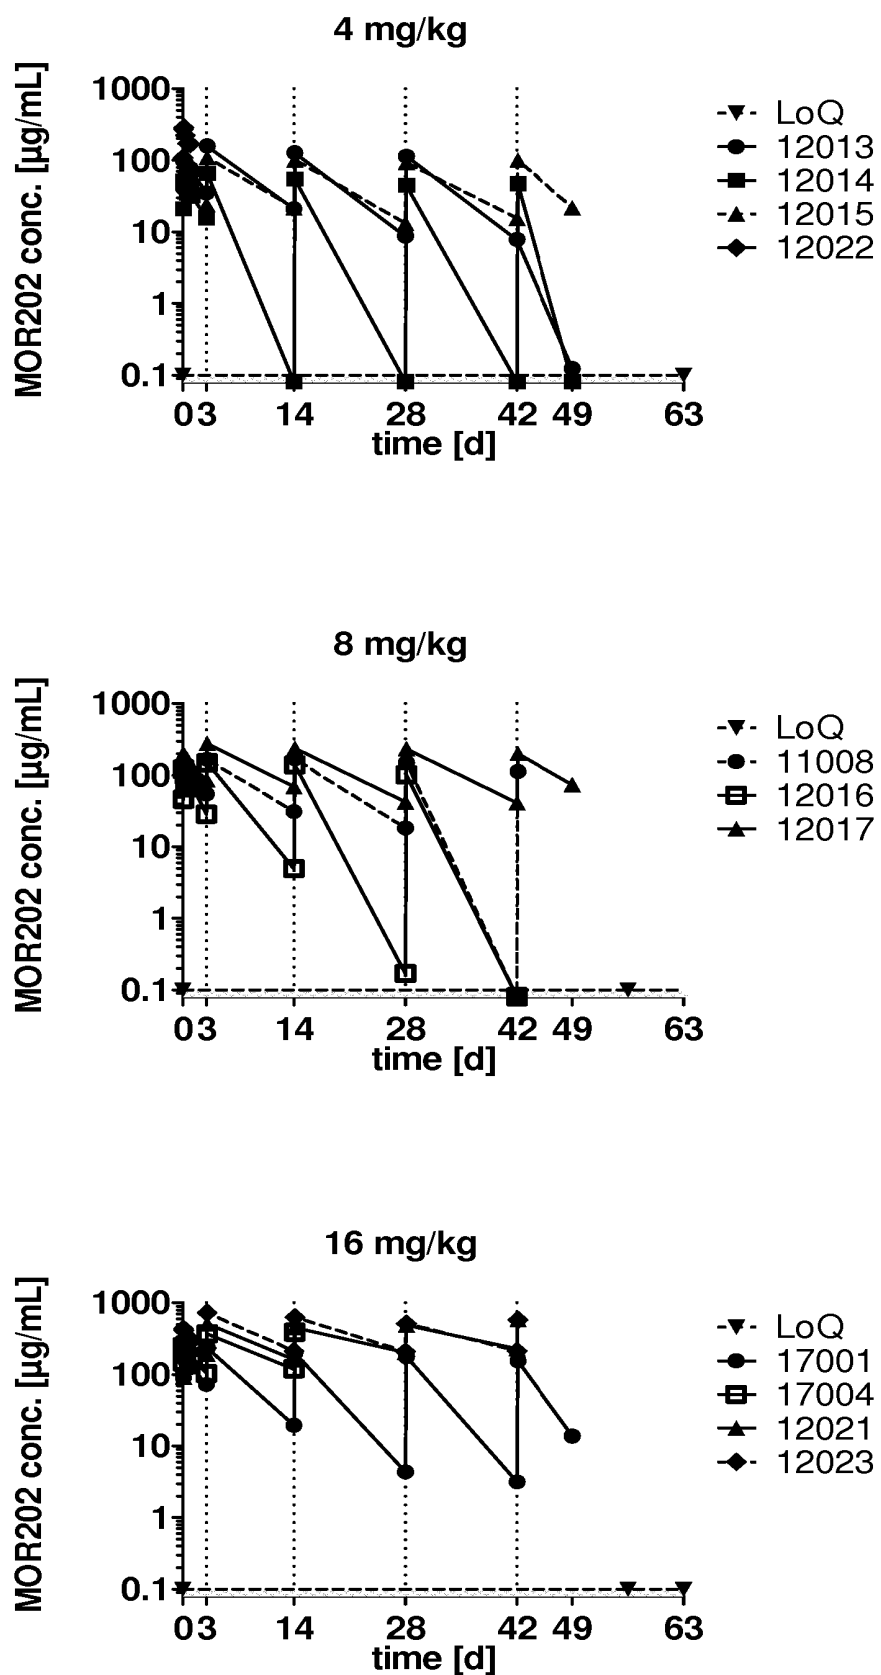 4 mg/kg
MOR202 conc. [µg/mL]
1000
100
10
1
0.1
0 3 14 28 42 49 63
time [d]
LoQ
12013
12014
12015
12022
8 mg/kg
MOR202 conc. [µg/mL]
1000
100
10
1
0.1
0 3 14 28 42 49 63
time [d]
LoQ
11008
12016
12017
16 mg/kg
MOR202 conc. [µg/mL]
1000
100
10
1
0.1
0 3 14 28 42 49 63
time [d]
LoQ
17001
17004
12021
12023